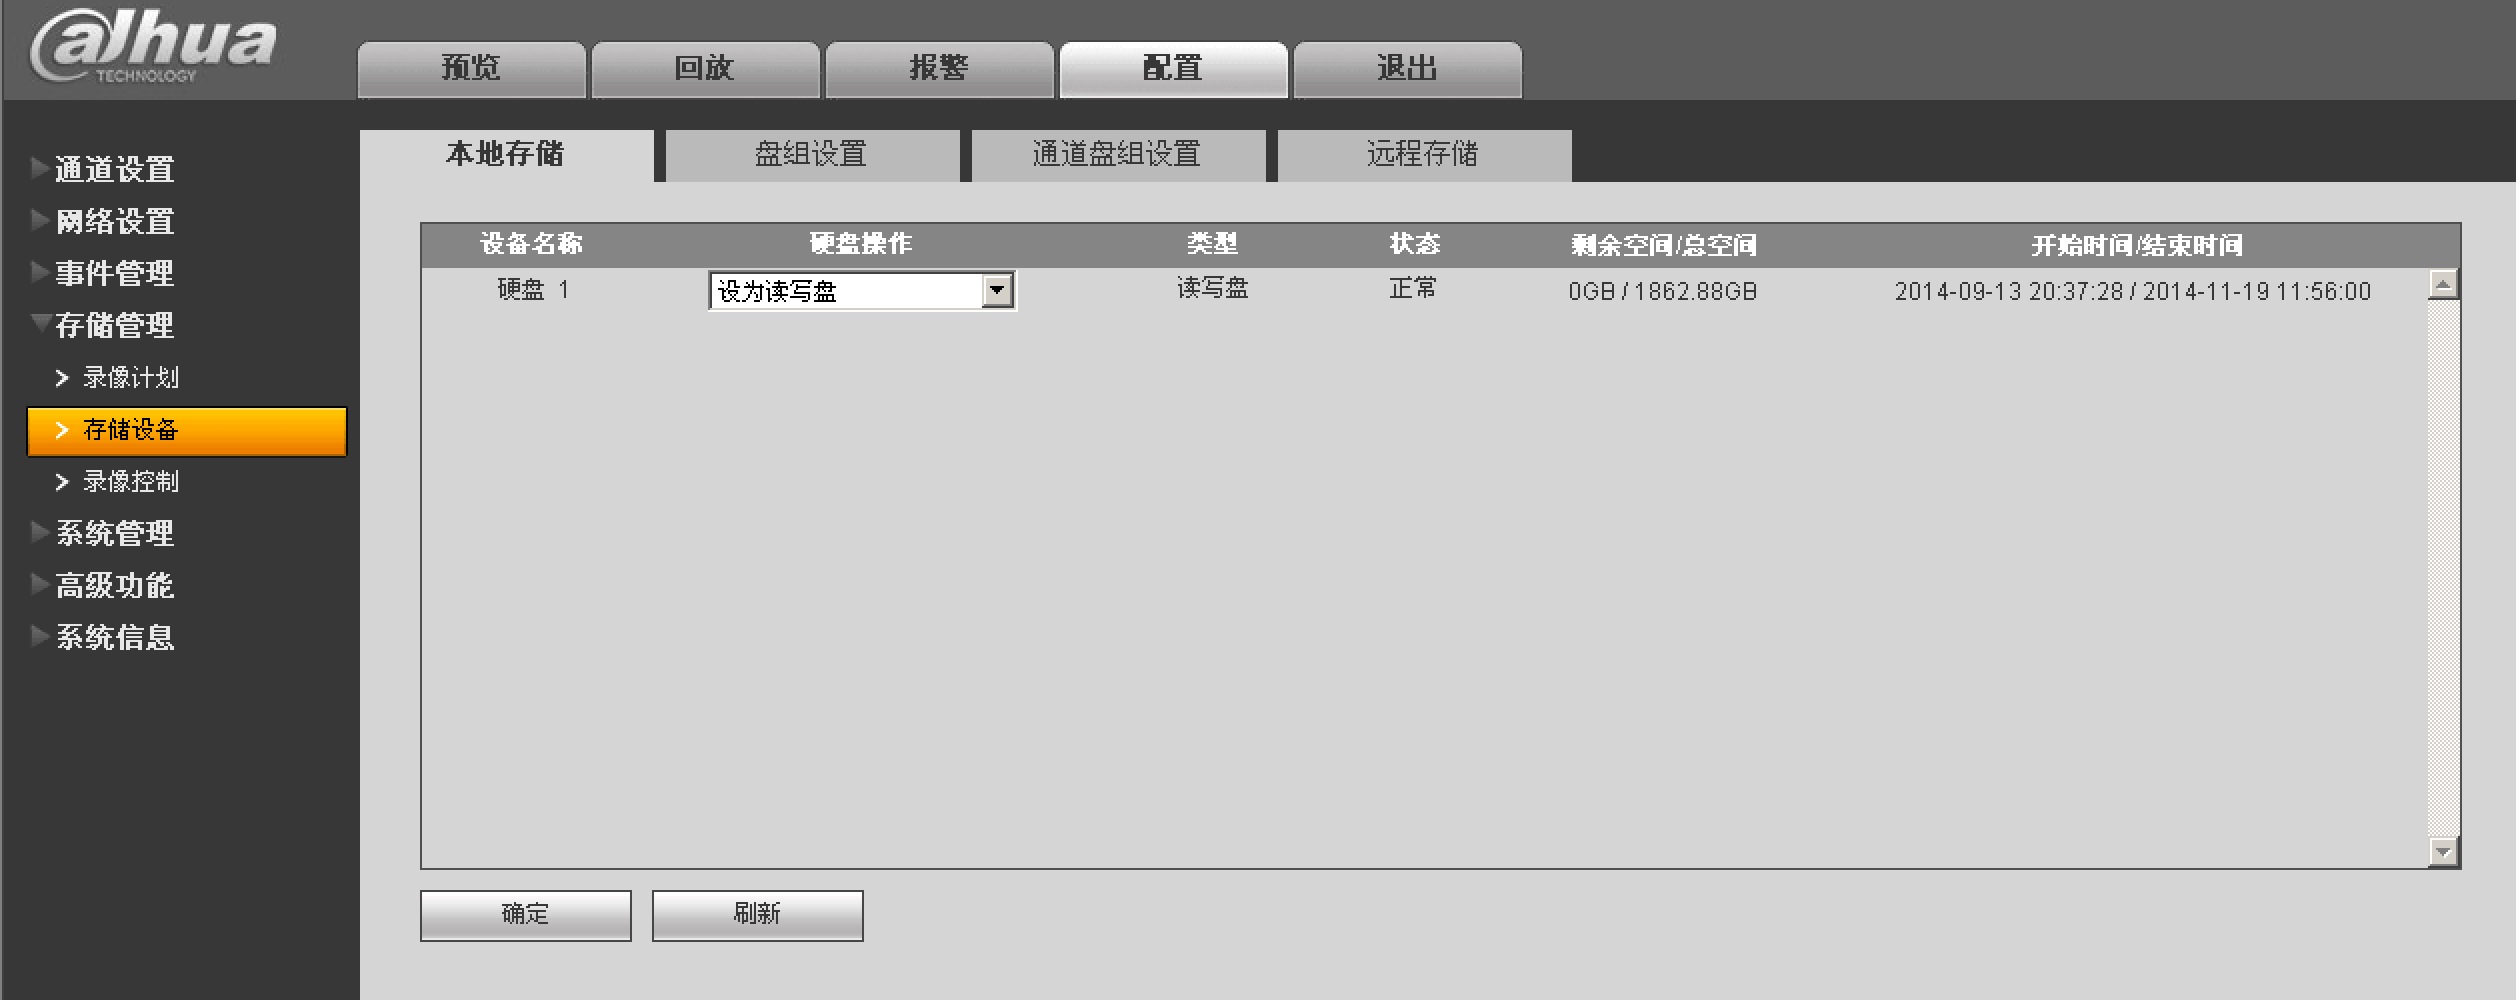 alhua
TECHNOLOGY
预览 回放 报警 配置 退出
本地存储 盘组设置 通道盘组设置 远程存储
通道设置
网络设置
事件管理
存储管理
录像计划
存储设备
录像控制
系统管理
高级功能
系统信息
设备名称 硬盘操作 类型 状态 剩余空间/总空间 开始时间/结束时间
硬盘 1 设为读写盘 读写盘 正常 0GB / 1862.88GB 2014-09-13 20:37:28 / 2014-11-19 11:56:00
确定 刷新